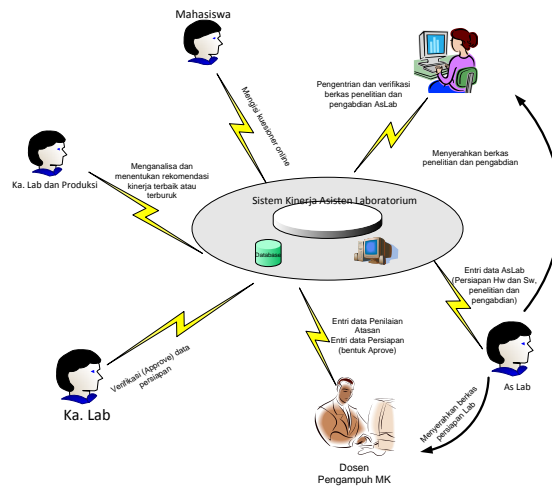 Mahasiswa
Mengisi kuesioner online
Pengentrian dan verifikasi
berkas penelitian dan
pengabdian AsLab
Menyerahkan berkas
penelitian dan pengabdian
Ka. Lab dan Produksi
Menganalisa dan
menentukan rekomendasi
kinerja terbaik atau
terburuk
Sistem Kinerja Asisten Laboratorium
Database
Entri data AsLab
(Persiapan Hw dan Sw,
penelitian dan
pengabdian)
As Lab
Entri data Penilaian
Atasan
Entri data Persiapan
(bentuk Aprove)
Verifikasi (Approve) data
persiapan
Ka. Lab
Menyerahkan berkas
persiapan Lab
Dosen
Pengampuh MK